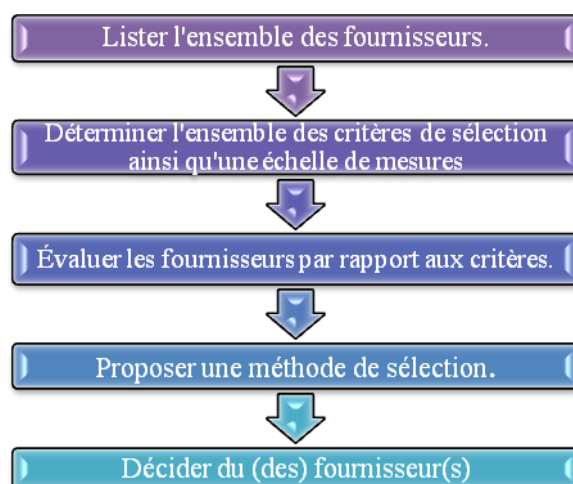 Lister l'ensemble des fournisseurs.
Déterminer l'ensemble des critères de sélection
ainsi qu'une échelle de mesures
Évaluer les fournisseurs par rapport aux critères.
Proposer une méthode de sélection.
Décider du (des) fournisseur(s)